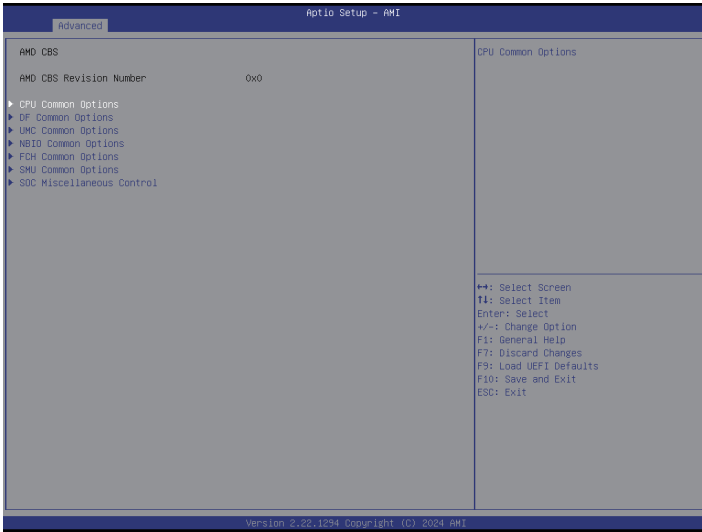 Aptio Setup – AMI
Advanced
AMD CBS
AMD CBS Revision Number 0x0
CPU Common Options
DF Common Options
UMC Common Options
NBIO Common Options
FCH Common Options
SMU Common Options
SOC Miscellaneous Control
CPU Common Options
↔: Select Screen
↑↓: Select Item
Enter: Select
+/-: Change Option
F1: General Help
F7: Discard Changes
F9: Load UEFI Defaults
F10: Save and Exit
ESC: Exit
Version 2.22.1294 Copyright (C) 2024 AMI